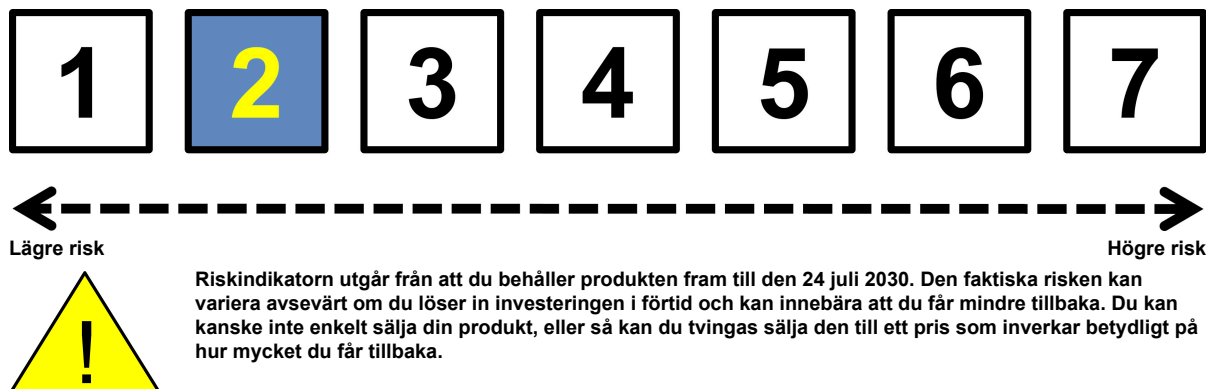 1 2 3 4 5 6 7
Lägre risk Högre risk
Riskindikatorn utgår från att du behåller produkten fram till den 24 juli 2030. Den faktiska risken kan
variera avsevärt om du löser in investeringen i förtid och kan innebära att du får mindre tillbaka. Du kan
kanske inte enkelt sälja din produkt, eller så kan du tvingas sälja den till ett pris som inverkar betydligt på
hur mycket du får tillbaka.
!